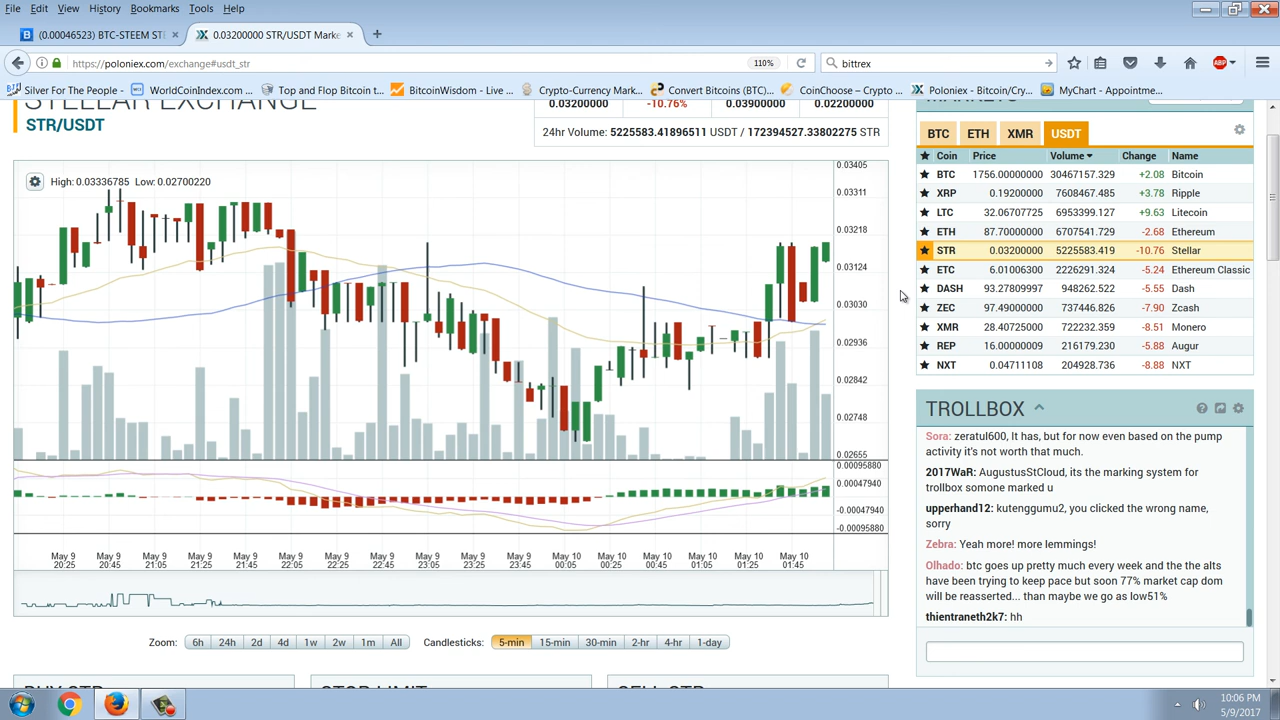 File Edit View History Bookmarks Tools Help
(0.00046523) BTC-STEEM STE
0.03200000 STR/USDT Marke
https://poloniex.com/exchange#usdt_str
110%
bittrex
Silver For The People -
WorldCoinIndex.com ...
Top and Flop Bitcoin t...
BitcoinWisdom - Live ...
Crypto-Currency Mark...
Convert Bitcoins (BTC)...
CoinChoose – Crypto ...
Poloniex - Bitcoin/Cry...
MyChart - Appointme...
STELLAR EXCHANGE
STR/USDT
0.03200000 -10.76% 0.03900000 0.02200000
24hr Volume: 5225583.41896511 USDT / 172394527.33802275 STR
High: 0.03336785 Low: 0.02700220
0.03405
0.03311
0.03218
0.03124
0.03030
0.02936
0.02842
0.02748
0.02655
0.00095880
0.00047940
-0.00047940
-0.00095880
May 9 May 9 May 9 May 9 May 9 May 9 May 9 May 9 May 9 May 9 May 9 May 10 May 10 May 10 May 10 May 10 May 10 May 10
20:25 20:45 21:05 21:25 21:45 22:05 22:25 22:45 23:05 23:25 23:45 00:05 00:25 00:45 01:05 01:25 01:45
Zoom: 6h 24h 2d 4d 1w 2w 1m All Candlesticks: 5-min 15-min 30-min 2-hr 4-hr 1-day
BUY STR
STOP-LIMIT
SELL STR
MARKETS
BTC ETH XMR USDT
Coin Price Volume Change Name
BTC 1756.00000000 30467157.329 +2.08 Bitcoin
XRP 0.19200000 7608467.485 +3.78 Ripple
LTC 32.06707725 6953399.127 +9.63 Litecoin
ETH 87.70000000 6707541.729 -2.68 Ethereum
STR 0.03200000 5225583.419 -10.76 Stellar
ETC 6.01006300 2226291.324 -5.24 Ethereum Classic
DASH 93.27809997 948262.522 -5.55 Dash
ZEC 97.49000000 737446.826 -7.90 Zcash
XMR 28.40725000 722232.359 -8.51 Monero
REP 16.00000009 216179.230 -5.88 Augur
NXT 0.04711108 204928.736 -8.88 NXT
TROLLBOX
Sora: zeratul600, It has, but for now even based on the pump
activity it's not worth that much.
2017WaR: AugustusStCloud, its the marking system for
trollbox somone marked u
upperhand12: kutenggumu2, you clicked the wrong name,
sorry
Zebra: Yeah more! more lemmings!
Olhado: btc goes up pretty much every week and the the alts
have been trying to keep pace but soon 77% market cap dom
will be reasserted... than maybe we go as low51%
thientraneth2k7: hh
10:06 PM
5/9/2017